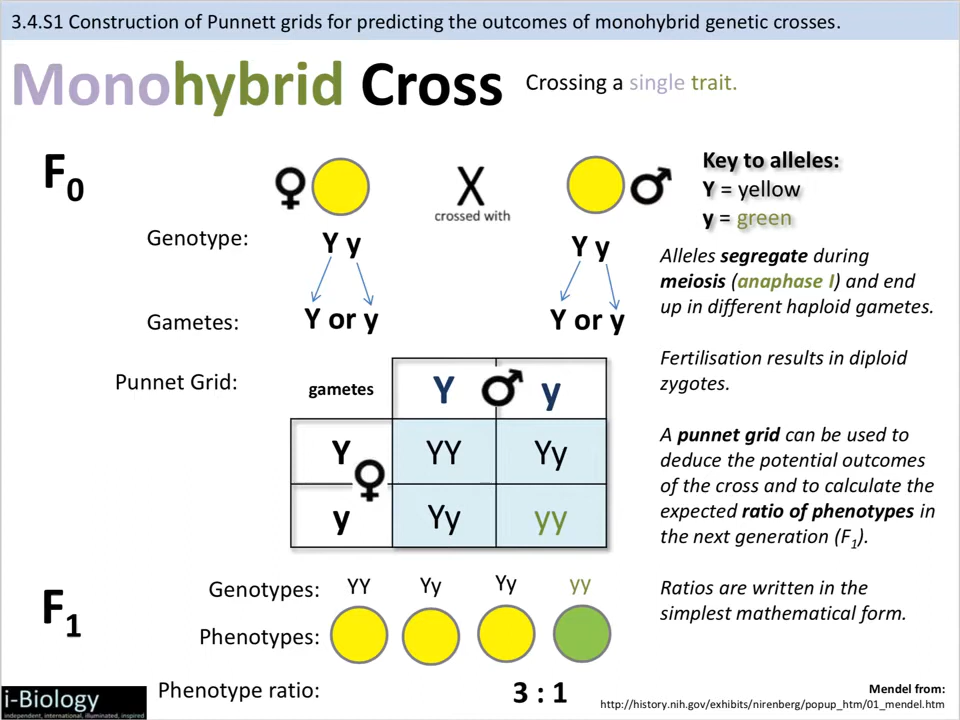 3.4.S1 Construction of Punnett grids for predicting the outcomes of monohybrid genetic crosses.
Monohybrid Cross
Crossing a single trait.
F0
X
crossed with
Key to alleles:
Y = yellow
y = green
Genotype:
Y y
Y y
Alleles segregate during
meiosis (anaphase I) and end
up in different haploid gametes.
Gametes:
Y or y
Y or y
Fertilisation results in diploid
zygotes.
Punnet Grid:
gametes
Y
y
Y
YY
Yy
y
Yy
yy
A punnet grid can be used to
deduce the potential outcomes
of the cross and to calculate the
expected ratio of phenotypes in
the next generation (F1).
Ratios are written in the
simplest mathematical form.
F1
Genotypes:
YY
Yy
Yy
yy
Phenotypes:
Phenotype ratio:
3 : 1
i-Biology
independent, international, illuminated, inspired
Mendel from:
http://history.nih.gov/exhibits/nirenberg/popup_htm/01_mendel.htm